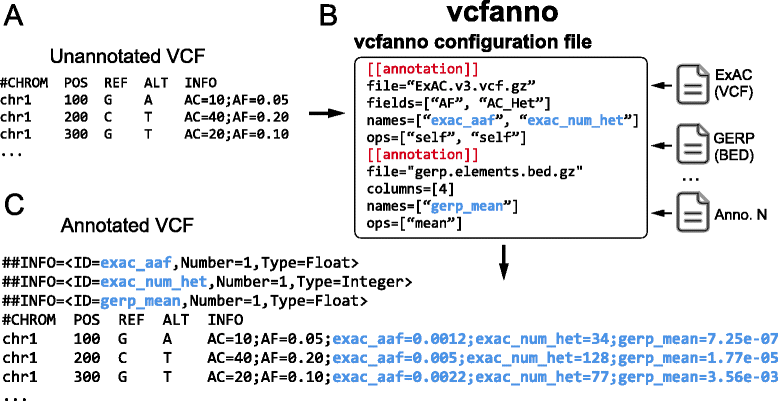 A
Unannotated VCF
#CHROM POS REF ALT INFO
chr1 100 G A AC=10;AF=0.05
chr1 200 C T AC=40;AF=0.20
chr1 300 G T AC=20;AF=0.10
...
B
vcfanno
vcfanno configuration file
[[annotation]]
file=“ExAC.v3.vcf.gz”
fields=[“AF”, “AC_Het”]
names=[“exac_aaf”, “exac_num_het”]
ops=[“self”, “self”]
[[annotation]]
file="gerp.elements.bed.gz"
columns=[4]
names=[“gerp_mean”]
ops=[“mean”]
ExAC
(VCF)
GERP
(BED)
...
Anno. N
C
Annotated VCF
##INFO=<ID=exac_aaf,Number=1,Type=Float>
##INFO=<ID=exac_num_het,Number=1,Type=Integer>
##INFO=<ID=gerp_mean,Number=1,Type=Float>
#CHROM POS REF ALT INFO
chr1 100 G A AC=10;AF=0.05;exac_aaf=0.0012;exac_num_het=34;gerp_mean=7.25e-07
chr1 200 C T AC=40;AF=0.20;exac_aaf=0.005;exac_num_het=128;gerp_mean=1.77e-05
chr1 300 G T AC=20;AF=0.10;exac_aaf=0.0022;exac_num_het=77;gerp_mean=3.56e-03
...